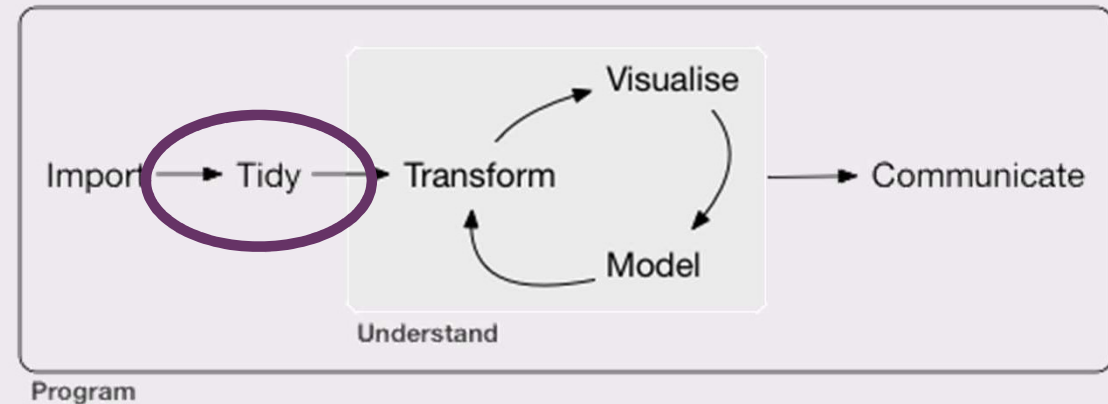 Visualise
Import Tidy Transform Communicate
Model
Understand
Program